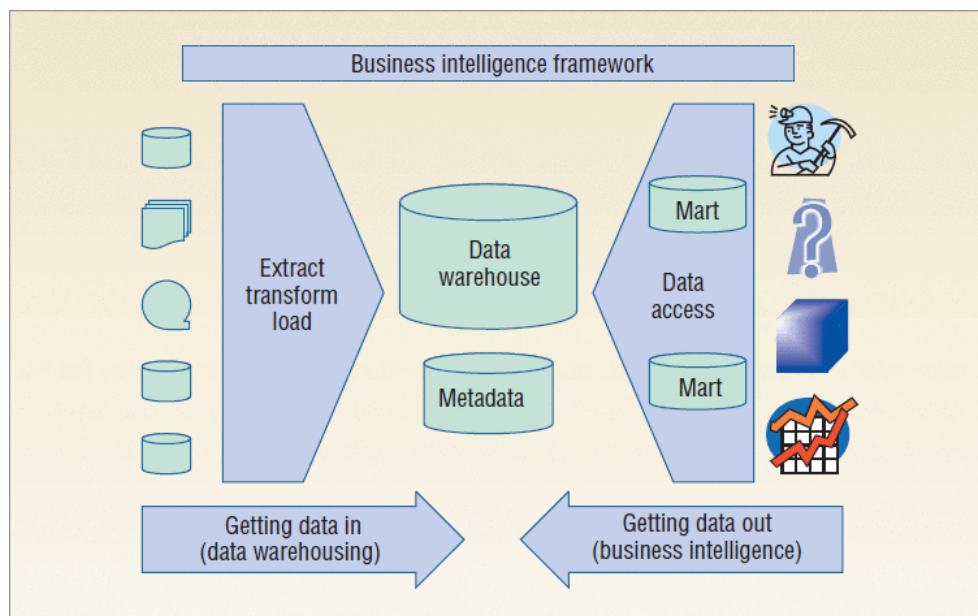 Business intelligence framework
Extract
transform
load
Data
warehouse
Metadata
Mart
Data
access
Mart
Getting data in
(data warehousing)
Getting data out
(business intelligence)